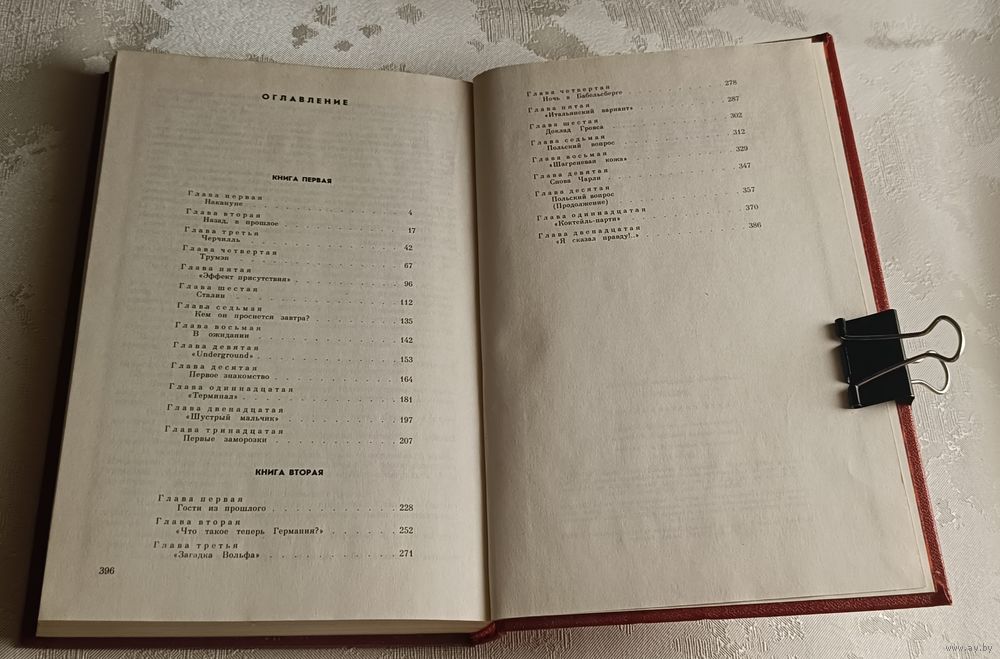 ОГЛАВЛЕНИЕ
КНИГА ПЕРВАЯ
Глава первая
Накануне . . . . . . . . . . . . . . 4
Глава вторая
Назад, в прошлое . . . . . . . . . . 17
Глава третья
Черчилль . . . . . . . . . . . . . . 42
Глава четвертая
Трумэн . . . . . . . . . . . . . . . 67
Глава пятая
«Эффект присутствия» . . . . . . . . 96
Глава шестая
Сталин . . . . . . . . . . . . . . . 112
Глава седьмая
Кем он проснется завтра? . . . . . . 135
Глава восьмая
В ожидании . . . . . . . . . . . . . 142
Глава девятая
«Underground» . . . . . . . . . . . . 153
Глава десятая
Первое знакомство . . . . . . . . . . 164
Глава одиннадцатая
«Терминал» . . . . . . . . . . . . . 181
Глава двенадцатая
«Шустрый мальчик» . . . . . . . . . . 197
Глава тринадцатая
Первые заморозки . . . . . . . . . . 207
КНИГА ВТОРАЯ
Глава первая
Гости из прошлого . . . . . . . . . . 228
Глава вторая
«Что такое теперь Германия?» . . . . 252
Глава третья
«Загадка Вольфа» . . . . . . . . . . 271
396
Глава четвертая
Ночь в Бабельсберге . . . . . . . . . 278
Глава пятая
«Итальянский вариант» . . . . . . . . 287
Глава шестая
Доклад Гровса . . . . . . . . . . . . 302
Глава седьмая
Польский вопрос . . . . . . . . . . . 312
Глава восьмая
«Шагреневая кожа» . . . . . . . . . . 329
Глава девятая
Снова Чарли . . . . . . . . . . . . . 347
Глава десятая
Польский вопрос
(Продолжение) . . . . . . . . . . . . 357
Глава одиннадцатая
«Коктейль-парти» . . . . . . . . . . 370
Глава двенадцатая
«Я сказал правду!..» . . . . . . . . 386
www.ay.by